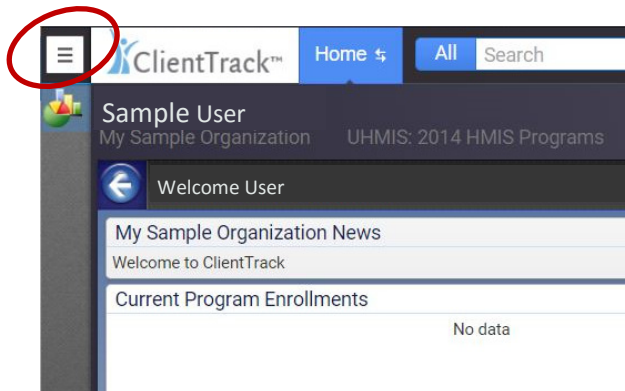 ClientTrack™ Home All Search
Sample User
My Sample Organization UHMIS: 2014 HMIS Programs
Welcome User
My Sample Organization News
Welcome to ClientTrack
Current Program Enrollments
No data